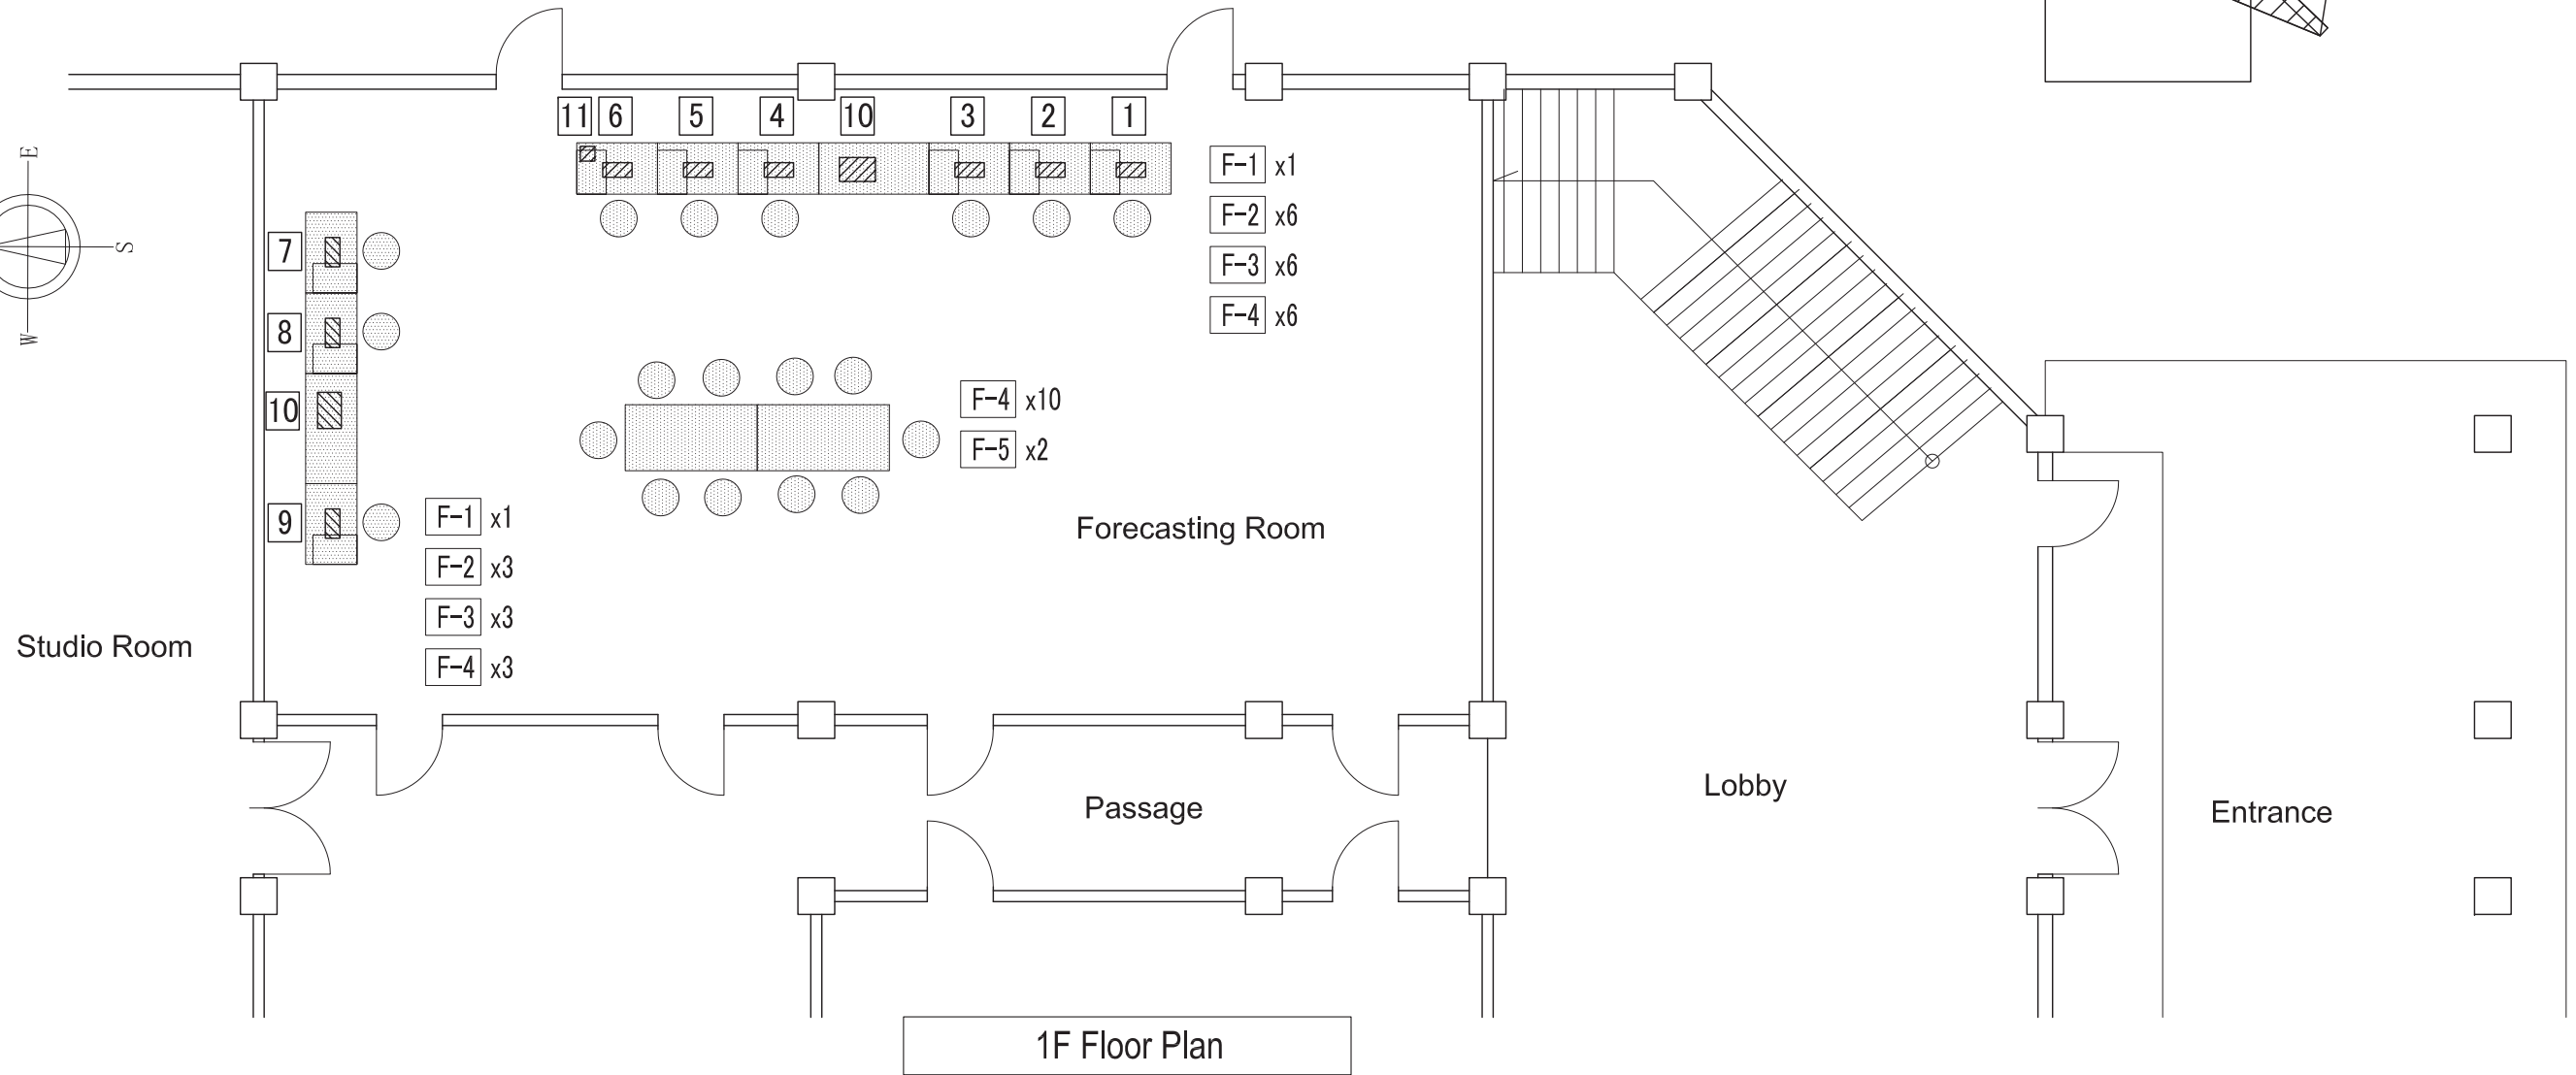 11 6 5 4 10 3 2 1
E
S
W
F-1 x1
F-2 x6
F-3 x6
F-4 x6
7
8
10
9
F-4 x10
F-5 x2
F-1 x1
F-2 x3
F-3 x3
F-4 x3
Forecasting Room
Studio Room
Passage
Lobby
Entrance
1F Floor Plan